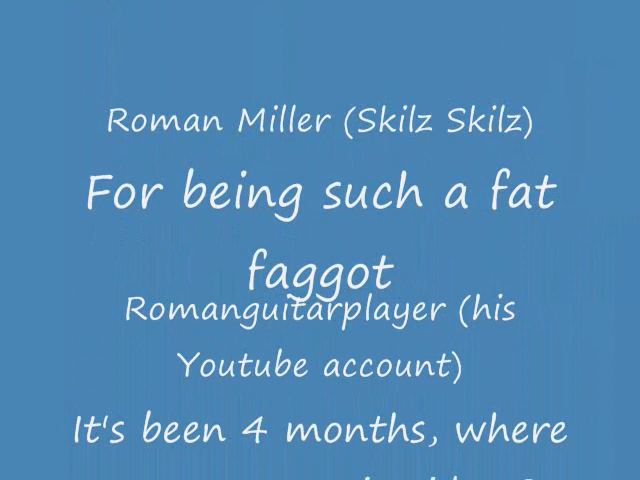 Roman Miller (Skilz Skilz)
For being such a fat
faggot
Romanguitarplayer (his
Youtube account)
It's been 4 months, where